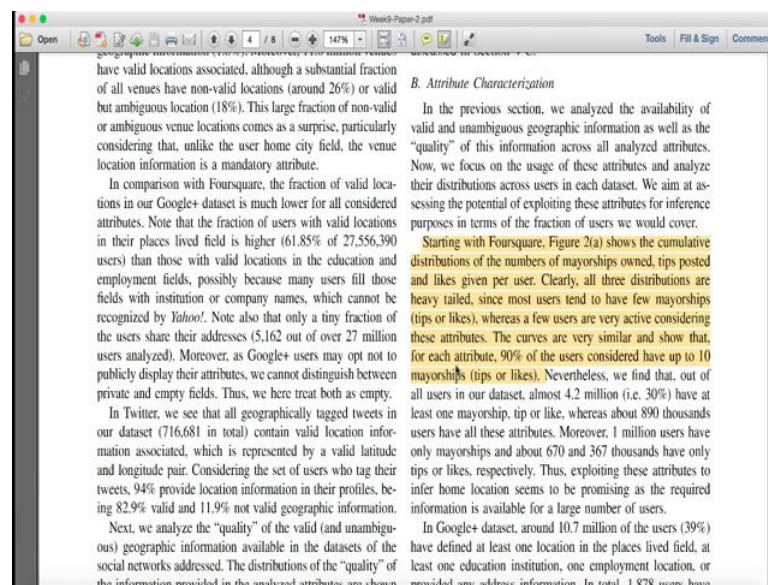 Week9-Paper-2.pdf
Open
4 / 8
147%
Tools
Fill & Sign
Commen
have valid locations associated, although a substantial fraction
of all venues have non-valid locations (around 26%) or valid
but ambiguous location (18%). This large fraction of non-valid
or ambiguous venue locations comes as a surprise, particularly
considering that, unlike the user home city field, the venue
location information is a mandatory attribute.
In comparison with Foursquare, the fraction of valid loca-
tions in our Google+ dataset is much lower for all considered
attributes. Note that the fraction of users with valid locations
in their places lived field is higher (61.85% of 27,556,390
users) than those with valid locations in the education and
employment fields, possibly because many users fill those
fields with institution or company names, which cannot be
recognized by Yahoo!. Note also that only a tiny fraction of
the users share their addresses (5,162 out of over 27 million
users analyzed). Moreover, as Google+ users may opt not to
publicly display their attributes, we cannot distinguish between
private and empty fields. Thus, we here treat both as empty.
In Twitter, we see that all geographically tagged tweets in
our dataset (716,681 in total) contain valid location infor-
mation associated, which is represented by a valid latitude
and longitude pair. Considering the set of users who tag their
tweets, 94% provide location information in their profiles, be-
ing 82.9% valid and 11.9% not valid geographic information.
Next, we analyze the "quality" of the valid (and unambigu-
ous) geographic information available in the datasets of the
social networks addressed. The distributions of the "quality" of
the information provided in the analyzed attributes are shown
B. Attribute Characterization
In the previous section, we analyzed the availability of
valid and unambiguous geographic information as well as the
"quality" of this information across all analyzed attributes.
Now, we focus on the usage of these attributes and analyze
their distributions across users in each dataset. We aim at as-
sessing the potential of exploiting these attributes for inference
purposes in terms of the fraction of users we would cover.
Starting with Foursquare, Figure 2(a) shows the cumulative
distributions of the numbers of mayorships owned, tips posted
and likes given per user. Clearly, all three distributions are
heavy tailed, since most users tend to have few mayorships
(tips or likes), whereas a few users are very active considering
these attributes. The curves are very similar and show that,
for each attribute, 90% of the users considered have up to 10
mayorships (tips or likes). Nevertheless, we find that, out of
all users in our dataset, almost 4.2 million (i.e. 30%) have at
least one mayorship, tip or like, whereas about 890 thousands
users have all these attributes. Moreover, 1 million users have
only mayorships and about 670 and 367 thousands have only
tips or likes, respectively. Thus, exploiting these attributes to
infer home location seems to be promising as the required
information is available for a large number of users.
In Google+ dataset, around 10.7 million of the users (39%)
have defined at least one location in the places lived field, at
least one education institution, one employment location, or
provided any address information. In total 1,878 users have